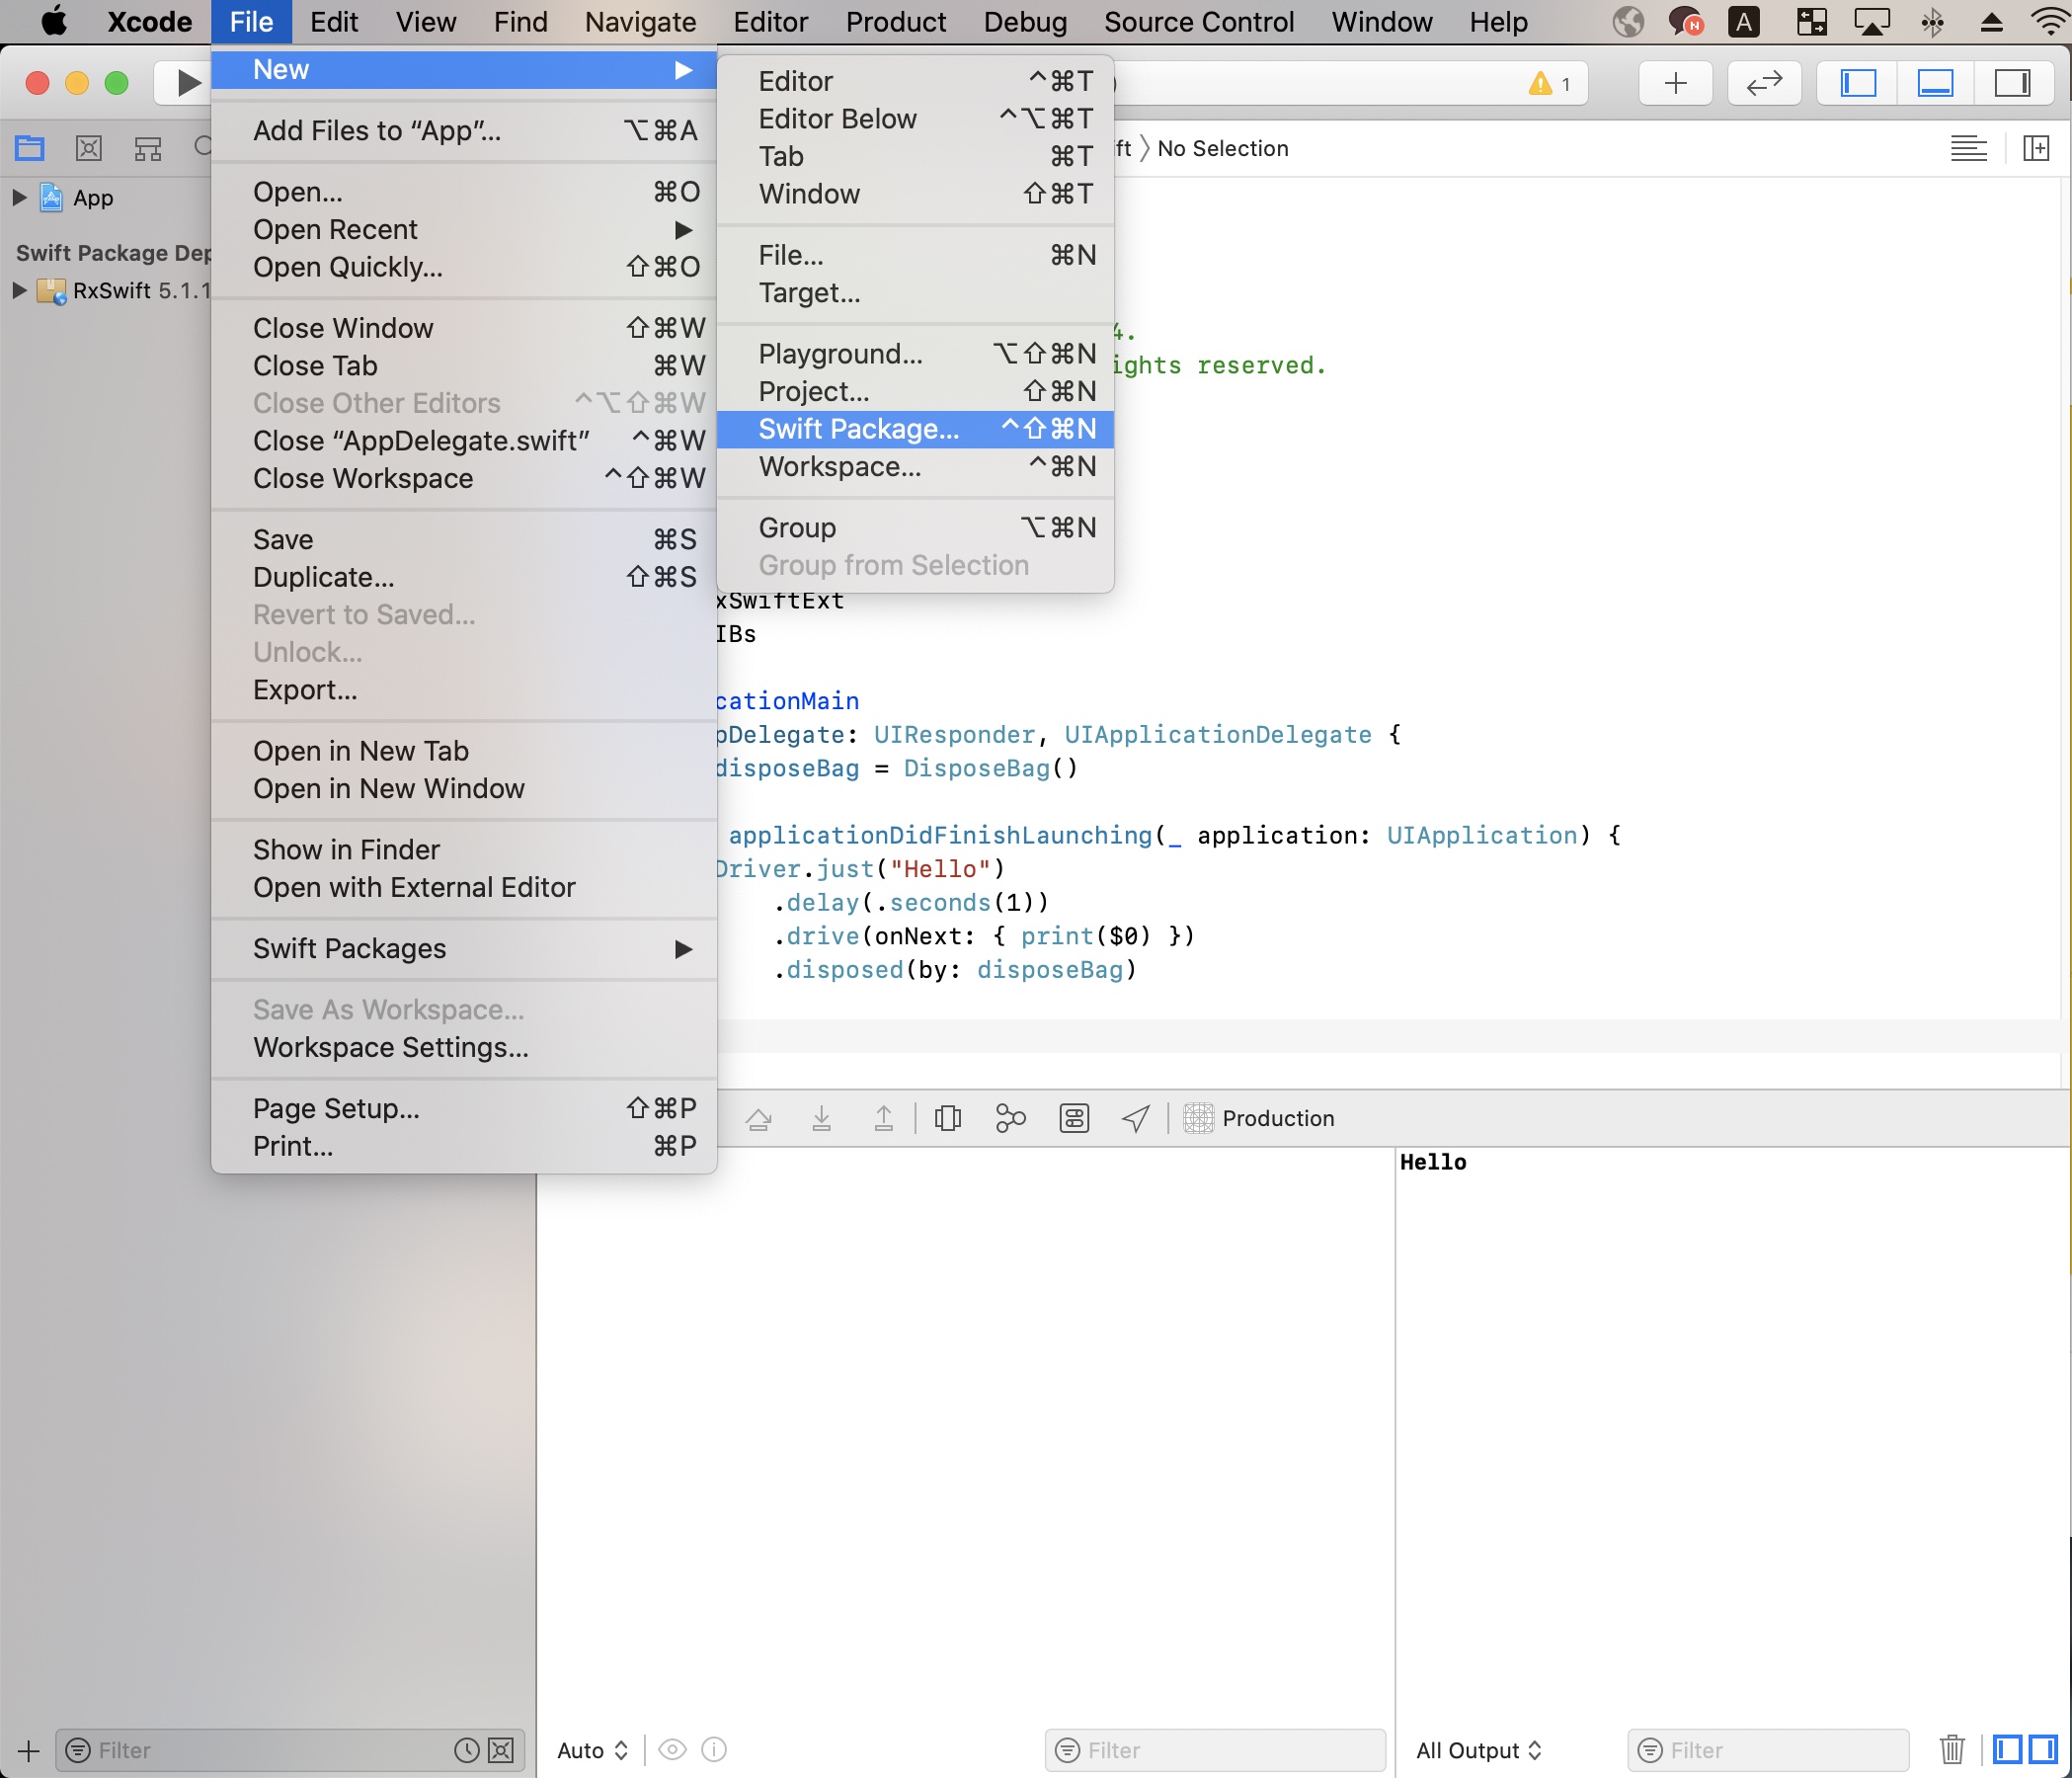 Xcode File Edit View Find Navigate Editor Product Debug Source Control Window Help N A
New
Add Files to “App”... ⌥⌘A
Open... ⌘O
Open Recent
Open Quickly... ⇧⌘O
Close Window ⇧⌘W
Close Tab ⌘W
Close Other Editors ^⌥⇧⌘W
Close “AppDelegate.swift” ^⌘W
Close Workspace ^⇧⌘W
Save ⌘S
Duplicate... ⇧⌘S
Revert to Saved...
Unlock...
Export...
Open in New Tab
Open in New Window
Show in Finder
Open with External Editor
Swift Packages
Save As Workspace...
Workspace Settings...
Page Setup... ⇧⌘P
Print... ⌘P
Editor ^⌘T
Editor Below ^⌥⌘T
Tab ⌘T
Window ⇧⌘T
File... ⌘N
Target...
Playground... ⌥⇧⌘N
Project... ⇧⌘N
Swift Package... ^⇧⌘N
Workspace... ^⌘N
Group ⌥⌘N
Group from Selection
1
App
Swift Package Dep
RxSwift 5.1.1
ft 〉 No Selection
4.
ights reserved.
xSwiftExt
IBs
cationMain
pDelegate: UIResponder, UIApplicationDelegate {
disposeBag = DisposeBag()
applicationDidFinishLaunching(_ application: UIApplication) {
Driver.just("Hello")
.delay(.seconds(1))
.drive(onNext: { print($0) })
.disposed(by: disposeBag)
Production
Hello
Filter
Auto
Filter
All Output
Filter